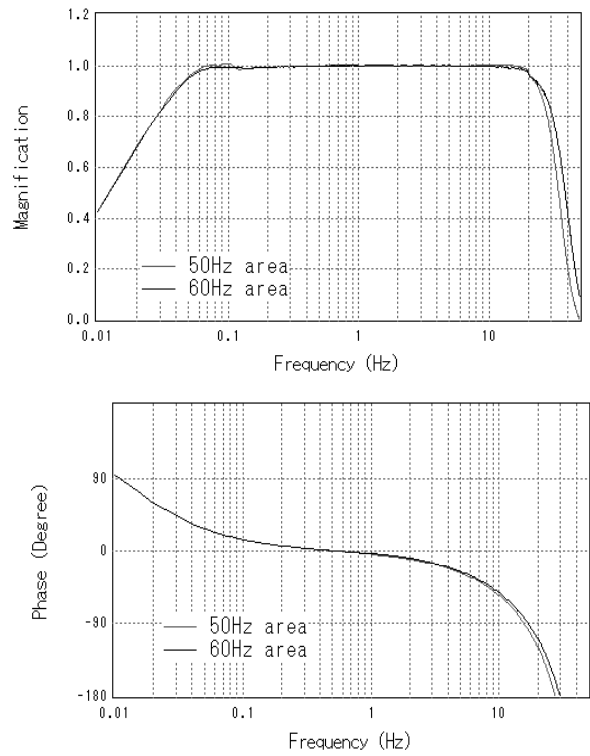 1.2
1.0
0.8
0.6
0.4
0.2
0.0
Magnification
50Hz area
60Hz area
0.01 0.1 1 10
Frequency (Hz)
90
0
-90
-180
Phase (Degree)
50Hz area
60Hz area
0.01 0.1 1 10
Frequency (Hz)